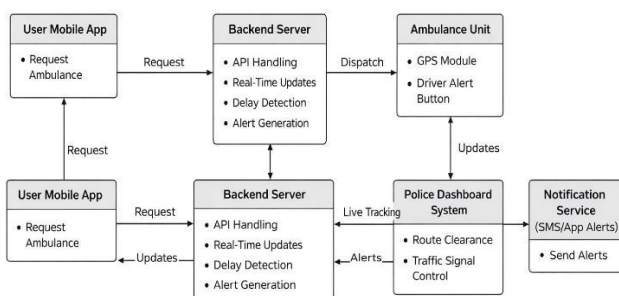 User Mobile App
• Request
Ambulance
Request
Backend Server
• API Handling
• Real-Time Updates
• Delay Detection
• Alert Generation
Dispatch
Ambulance Unit
• GPS Module
• Driver Alert
Button
Request
Updates
User Mobile App
• Request
Ambulance
Request
Updates
Backend Server
• API Handling
• Real-Time Updates
• Delay Detection
• Alert Generation
Live Tracking
Alerts
Police Dashboard
System
• Route Clearance
• Traffic Signal
Control
Notification
Service
(SMS/App Alerts)
• Send Alerts